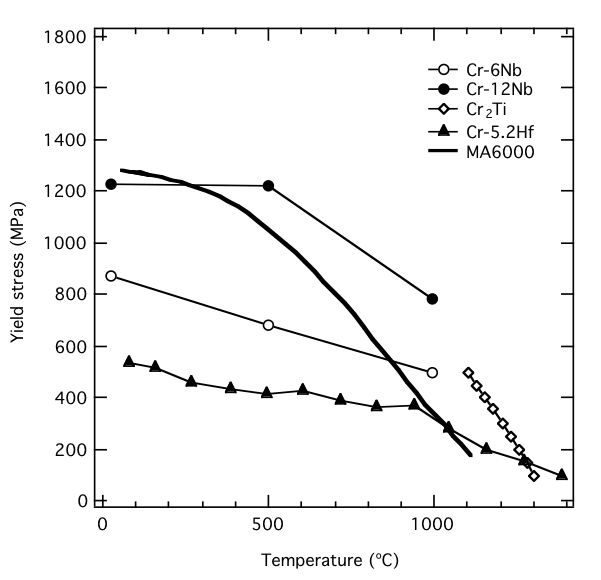 1800
1600
1400
1200
1000
800
600
400
200
0
Yield stress (MPa)
Cr-6Nb
Cr-12Nb
Cr₂Ti
Cr-5.2Hf
MA6000
0 500 1000
Temperature (°C)